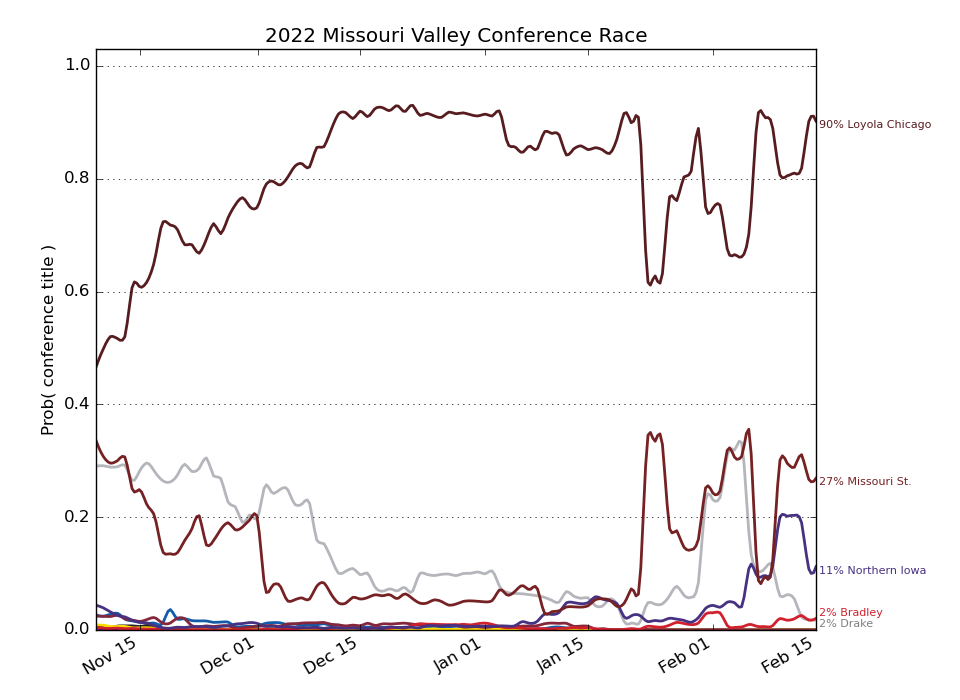 2022 Missouri Valley Conference Race
Prob( conference title )
1.0
0.8
0.6
0.4
0.2
0.0
90% Loyola Chicago
27% Missouri St.
11% Northern Iowa
2% Bradley
2% Drake
Nov 15
Dec 01
Dec 15
Jan 01
Jan 15
Feb 01
Feb 15